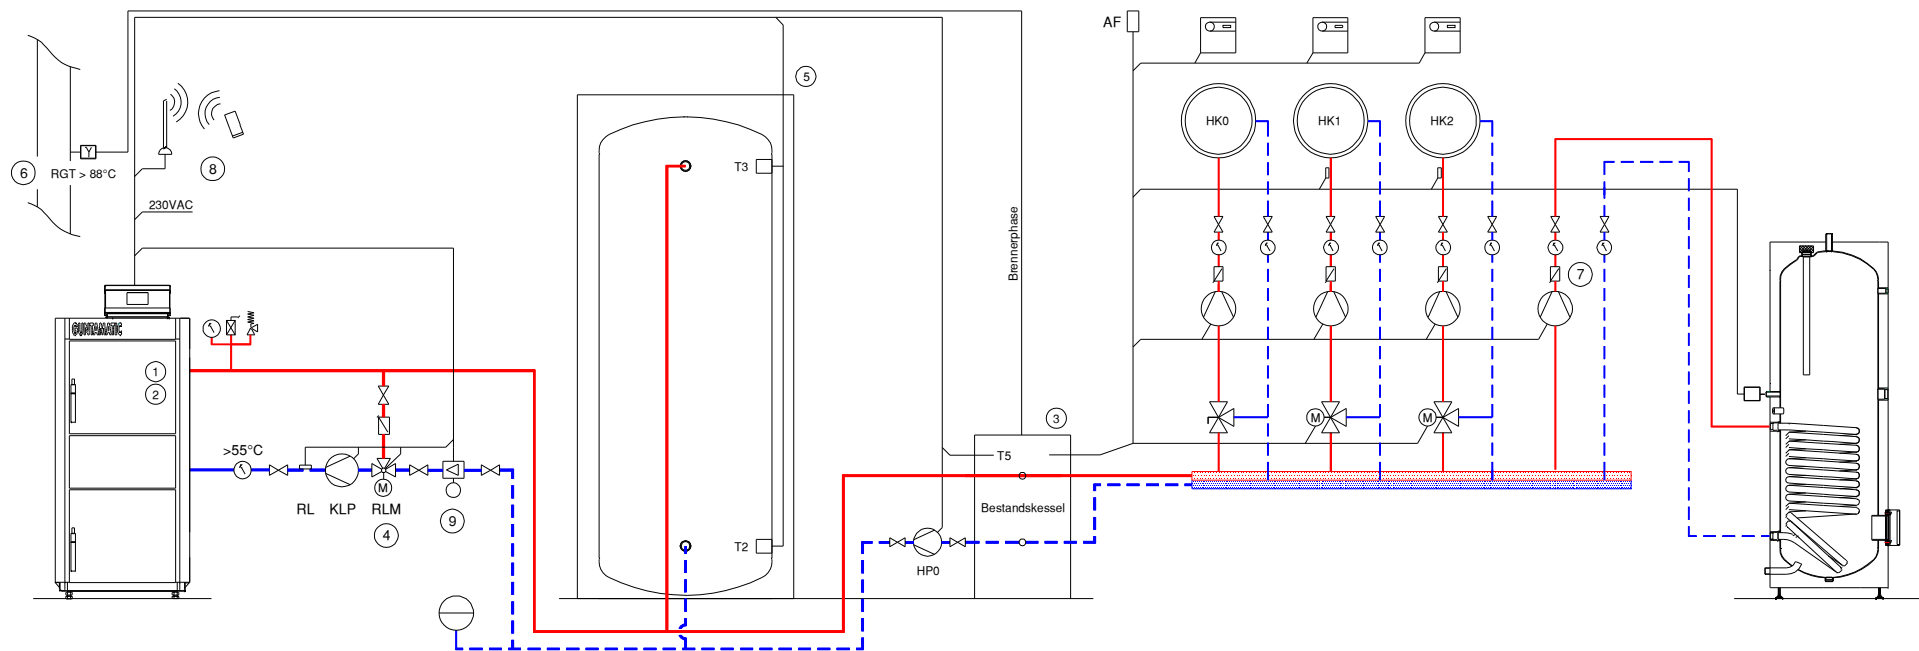 AF
5
HK0
HK1
HK2
Y
6
RGT > 88°C
8
T3
230VAC
Brennerphase
7
GUNTAMATIC
1
2
3
M
M
>55°C
T5
M
RL
KLP
RLM
9
4
Bestandskessel
T2
HP0